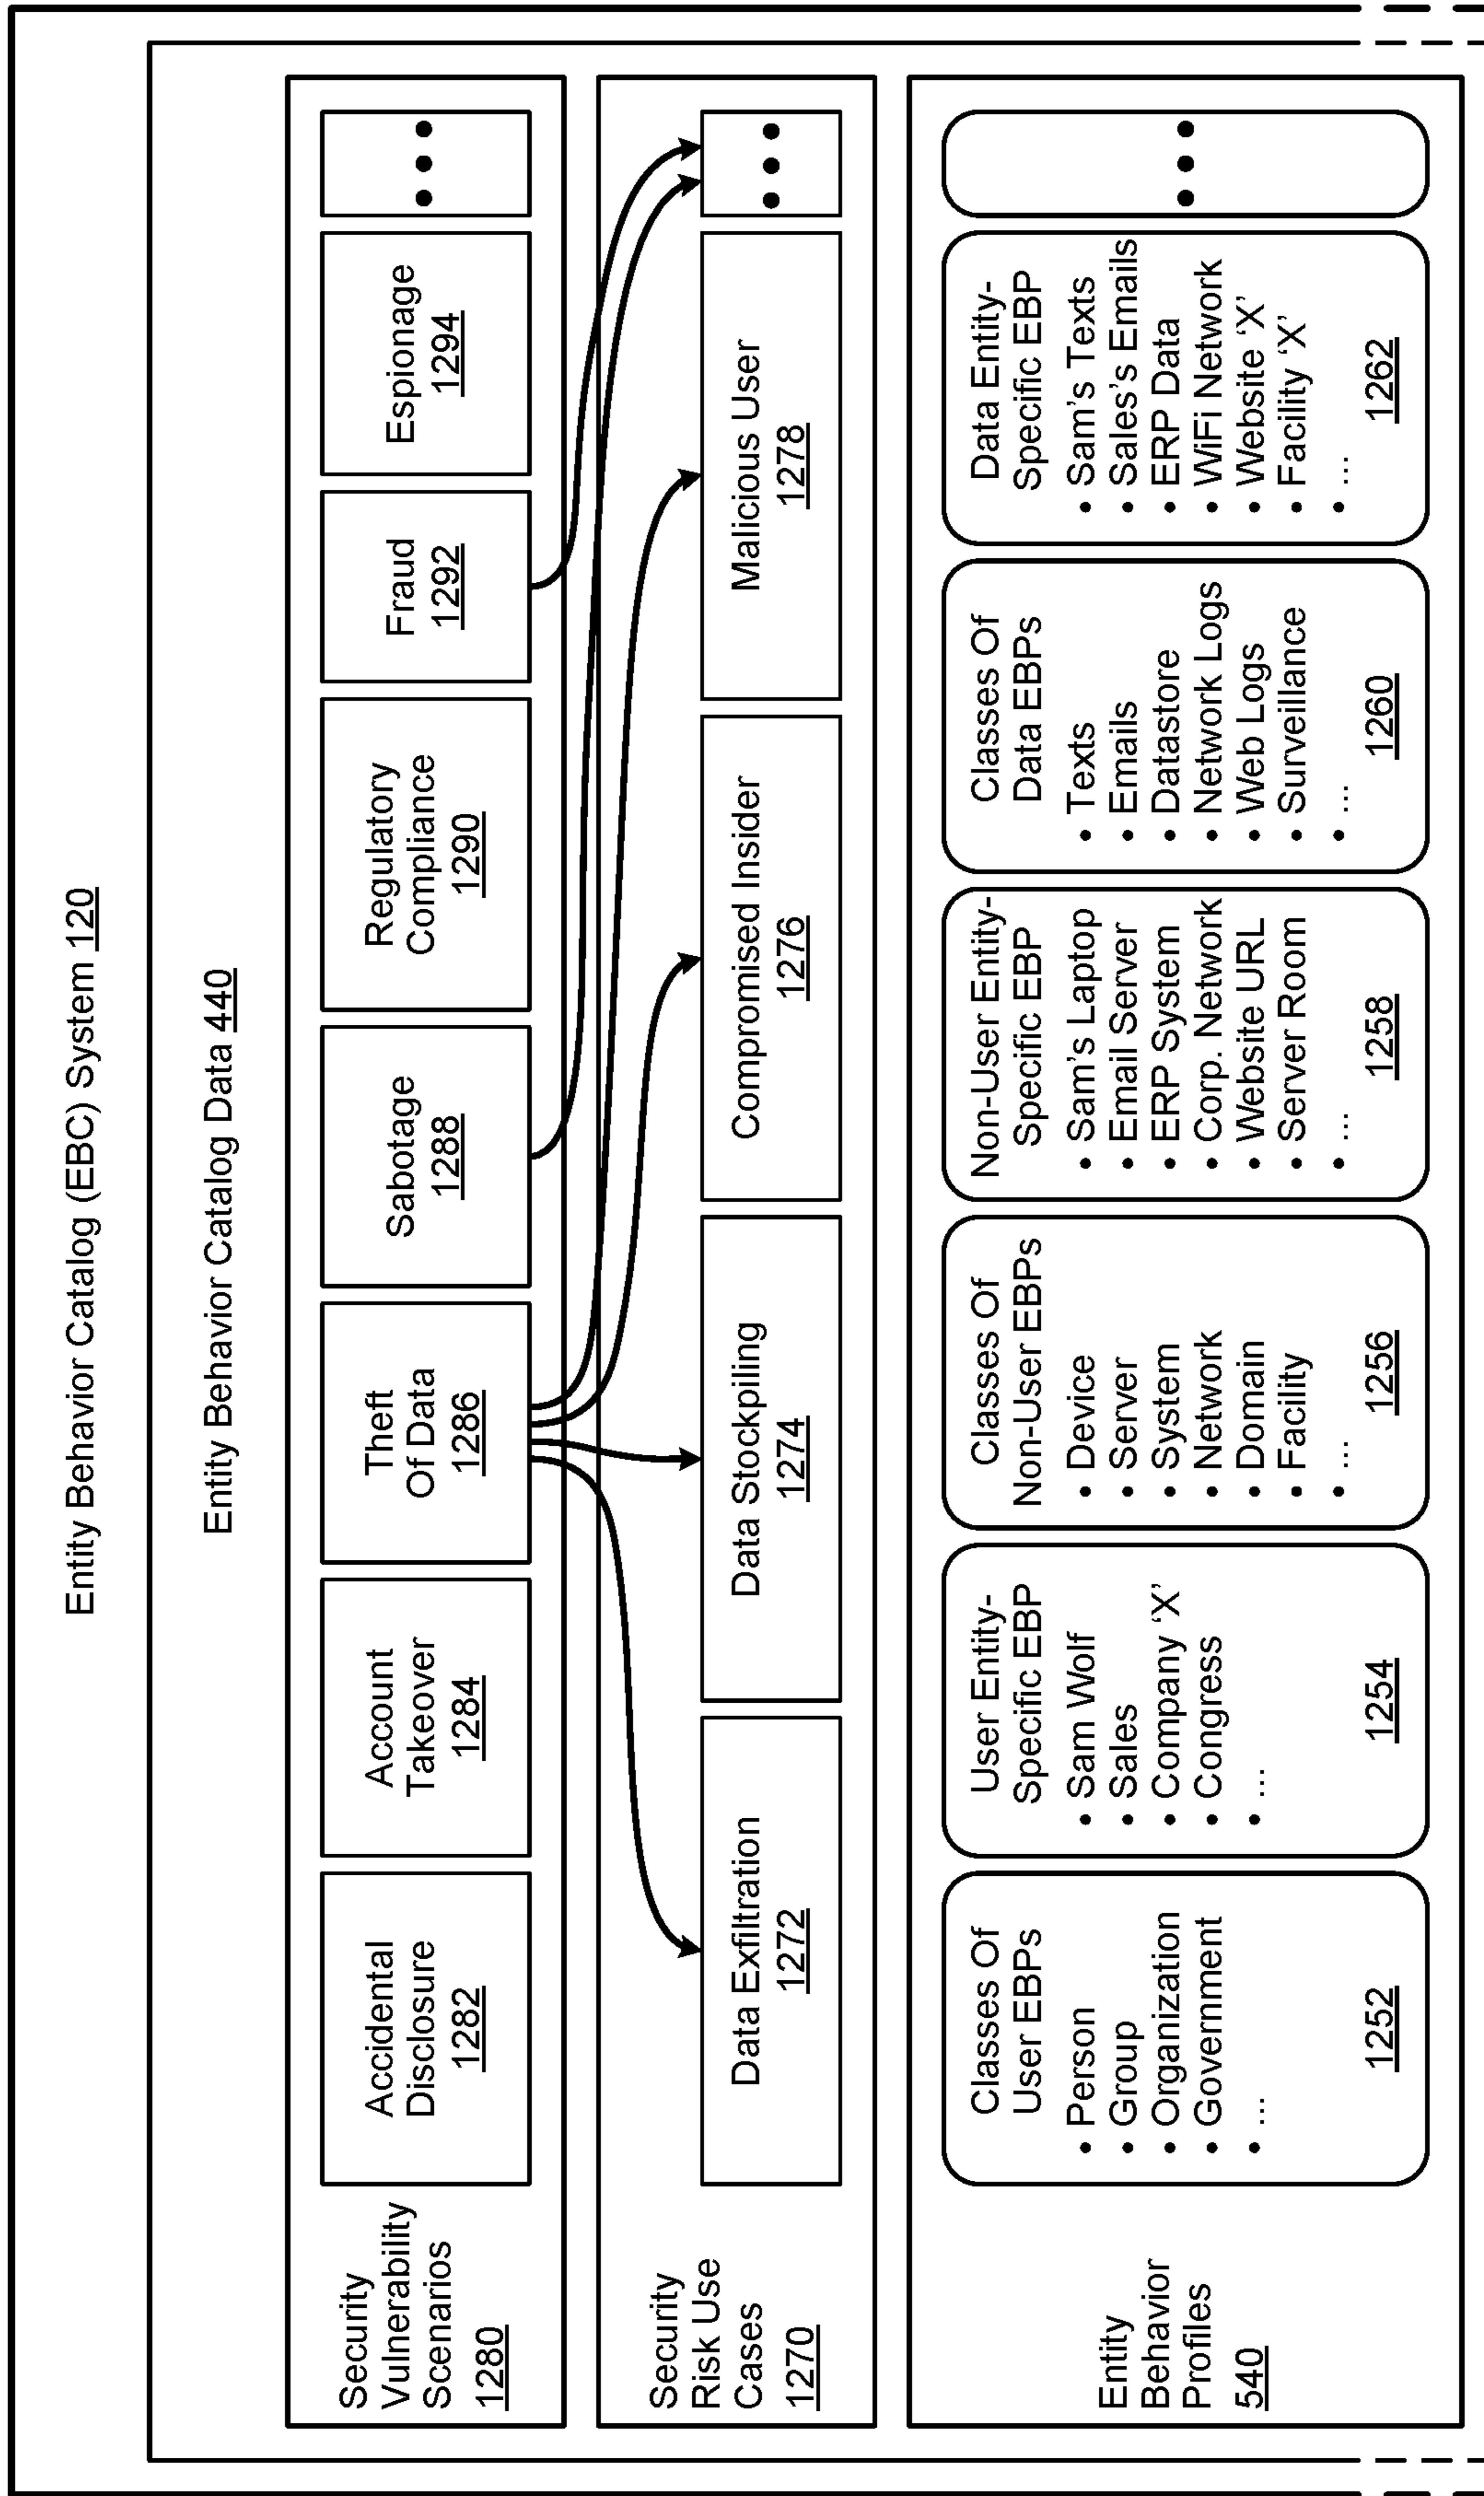 Entity Behavior Catalog (EBC) System 120
Entity Behavior Catalog Data 440
Security
Vulnerability
Scenarios
1280
Accidental
Disclosure
1282
Account
Takeover
1284
Theft
Of Data
1286
Sabotage
1288
Regulatory
Compliance
1290
Fraud
1292
Espionage
1294
•••
Security
Risk Use
Cases
1270
Data Exfiltration
1272
Data Stockpiling
1274
Compromised Insider
1276
Malicious User
1278
•••
Entity
Behavior
Profiles
540
Classes Of
User EBPs
• Person
• Group
• Organization
• Government
• ...
1252
User Entity-
Specific EBP
• Sam Wolf
• Sales
• Company ‘X’
• Congress
• ...
1254
Classes Of
Non-User EBPs
• Device
• Server
• System
• Network
• Domain
• Facility
• ...
1256
Non-User Entity-
Specific EBP
• Sam’s Laptop
• Email Server
• ERP System
• Corp. Network
• Website URL
• Server Room
• ...
1258
Classes Of
Data EBPs
• Texts
• Emails
• Datastore
• Network Logs
• Web Logs
• Surveillance
• ...
1260
Data Entity-
Specific EBP
• Sam’s Texts
• Sales’s Emails
• ERP Data
• WiFi Network
• Website ‘X’
• Facility ‘X’
• ...
1262
•••